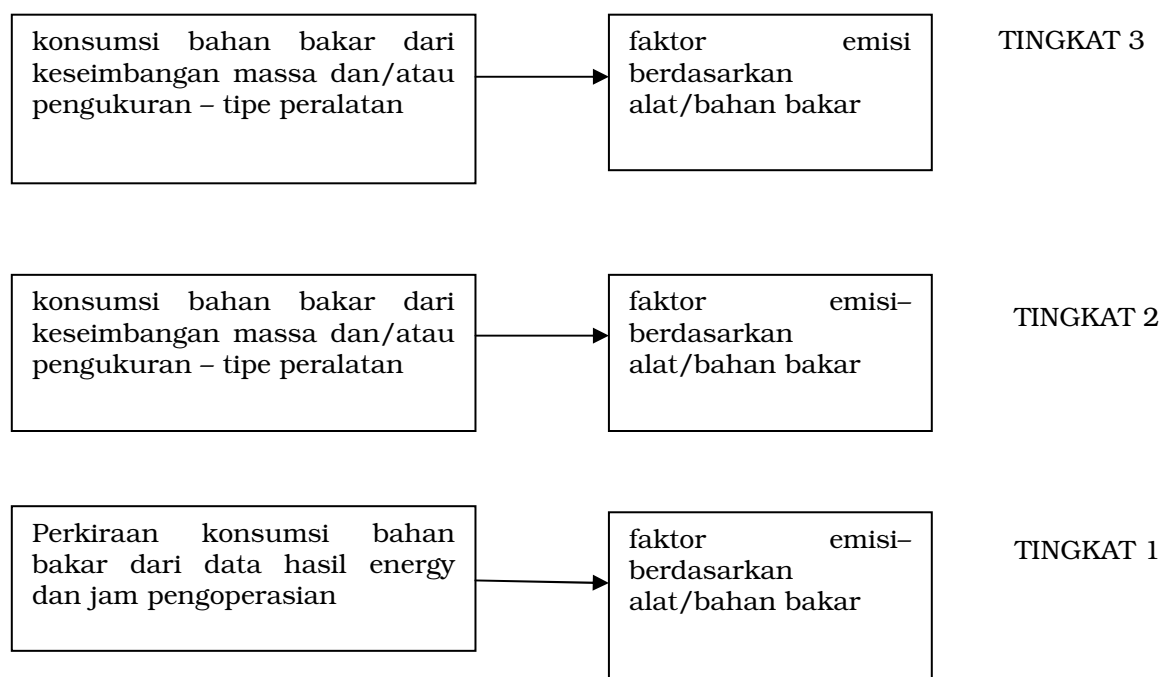 konsumsi bahan bakar dari
keseimbangan massa dan/atau
pengukuran – tipe peralatan
faktor emisi
berdasarkan
alat/bahan bakar
TINGKAT 3
konsumsi bahan bakar dari
keseimbangan massa dan/atau
pengukuran – tipe peralatan
faktor emisi–
berdasarkan
alat/bahan bakar
TINGKAT 2
Perkiraan konsumsi bahan
bakar dari data hasil energy
dan jam pengoperasian
faktor emisi–
berdasarkan
alat/bahan bakar
TINGKAT 1